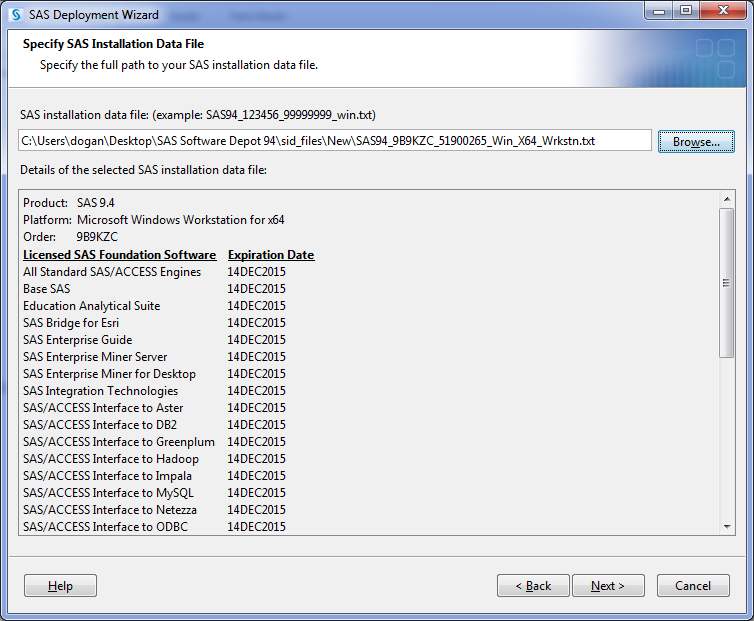 SAS Deployment Wizard
Specify SAS Installation Data File
Specify the full path to your SAS installation data file.
SAS installation data file: (example: SAS94_123456_99999999_win.txt)
C:\Users\dogan\Desktop\SAS Software Depot 94\sid_files\New\SAS94_9B9KZC_51900265_Win_X64_Wrkstn.txt Browse...
Details of the selected SAS installation data file:
Product: SAS 9.4
Platform: Microsoft Windows Workstation for x64
Order: 9B9KZC
Licensed SAS Foundation Software Expiration Date
All Standard SAS/ACCESS Engines 14DEC2015
Base SAS 14DEC2015
Education Analytical Suite 14DEC2015
SAS Bridge for Esri 14DEC2015
SAS Enterprise Guide 14DEC2015
SAS Enterprise Miner Server 14DEC2015
SAS Enterprise Miner for Desktop 14DEC2015
SAS Integration Technologies 14DEC2015
SAS/ACCESS Interface to Aster 14DEC2015
SAS/ACCESS Interface to DB2 14DEC2015
SAS/ACCESS Interface to Greenplum 14DEC2015
SAS/ACCESS Interface to Hadoop 14DEC2015
SAS/ACCESS Interface to Impala 14DEC2015
SAS/ACCESS Interface to MySQL 14DEC2015
SAS/ACCESS Interface to Netezza 14DEC2015
SAS/ACCESS Interface to ODBC 14DEC2015
Help < Back Next > Cancel